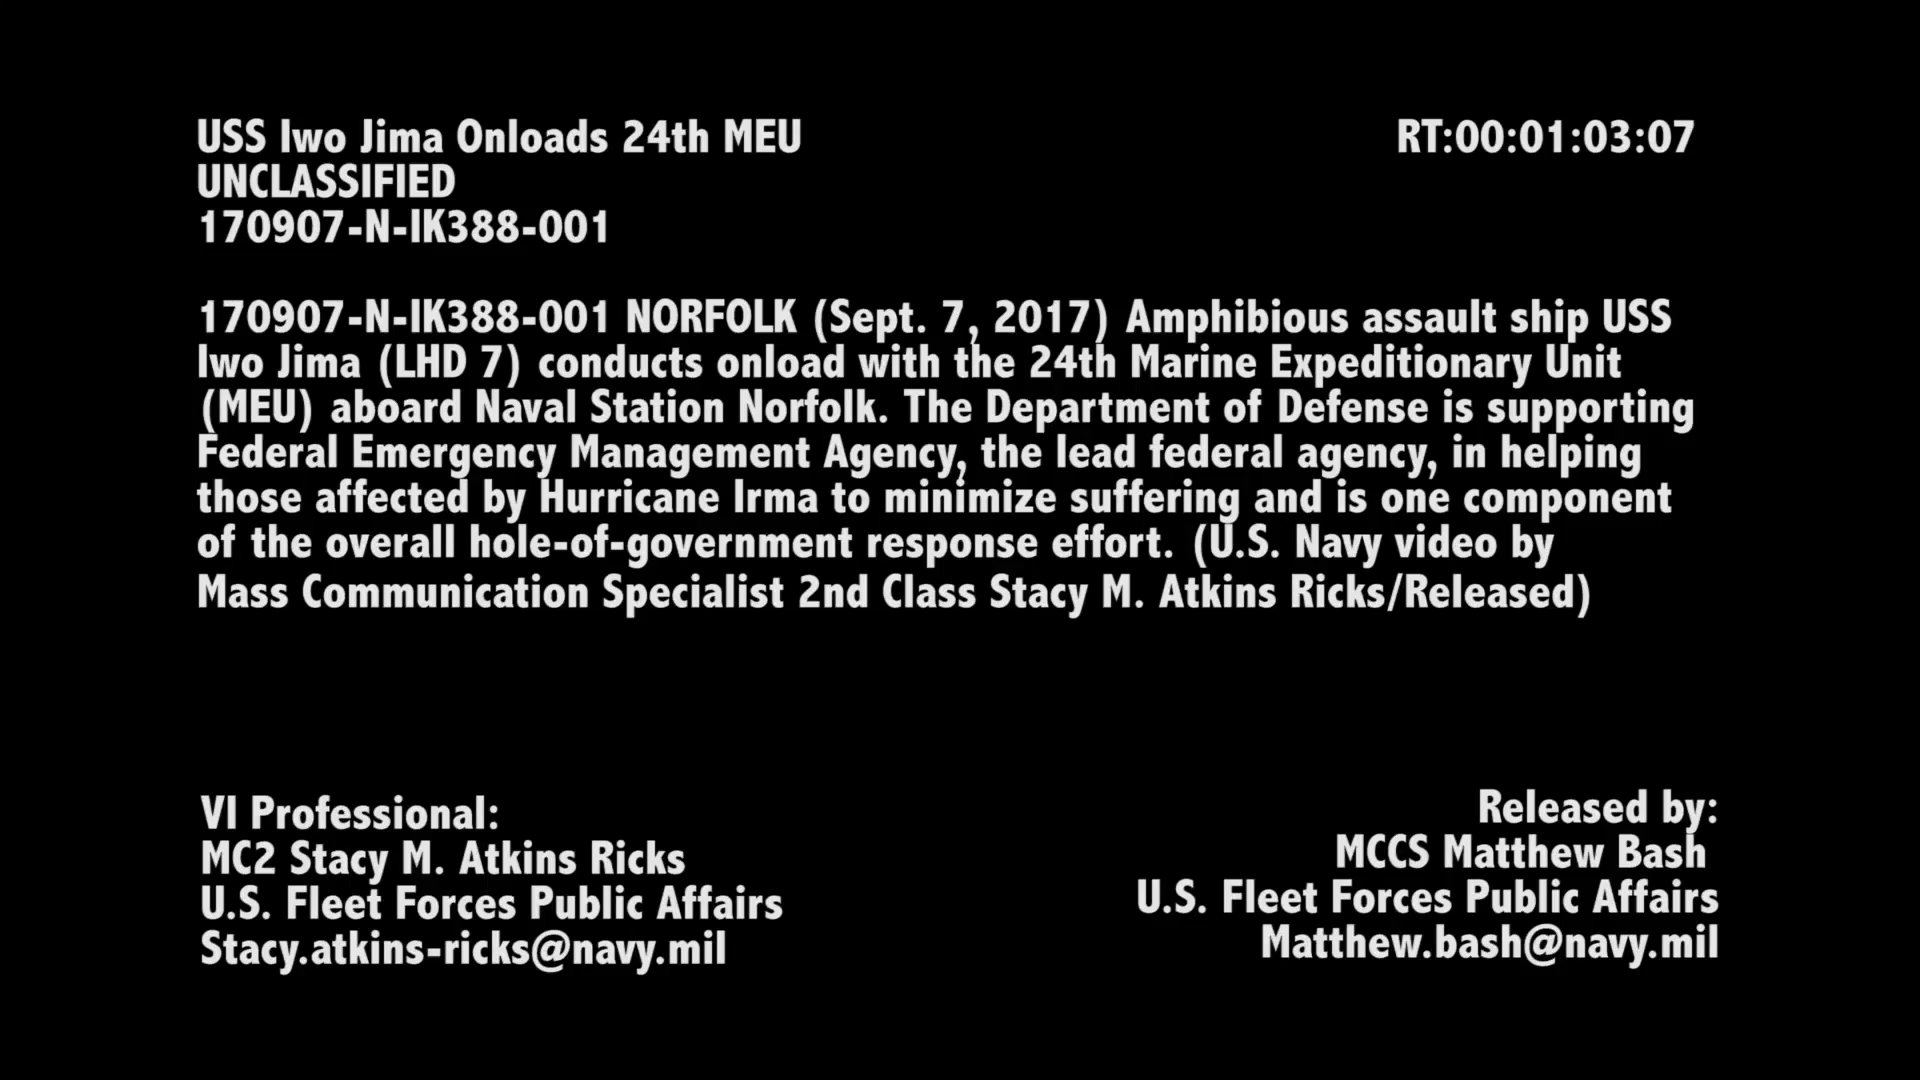 USS Iwo Jima Onloads 24th MEU
RT:00:01:03:07
UNCLASSIFIED
170907-N-IK388-001
170907-N-IK388-001 NORFOLK (Sept. 7, 2017) Amphibious assault ship USS
Iwo Jima (LHD 7) conducts onload with the 24th Marine Expeditionary Unit
(MEU) aboard Naval Station Norfolk. The Department of Defense is supporting
Federal Emergency Management Agency, the lead federal agency, in helping
those affected by Hurricane Irma to minimize suffering and is one component
of the overall hole-of-government response effort. (U.S. Navy video by
Mass Communication Specialist 2nd Class Stacy M. Atkins Ricks/Released)
VI Professional:
MC2 Stacy M. Atkins Ricks
U.S. Fleet Forces Public Affairs
Stacy.atkins-ricks@navy.mil
Released by:
MCCS Matthew Bash
U.S. Fleet Forces Public Affairs
Matthew.bash@navy.mil